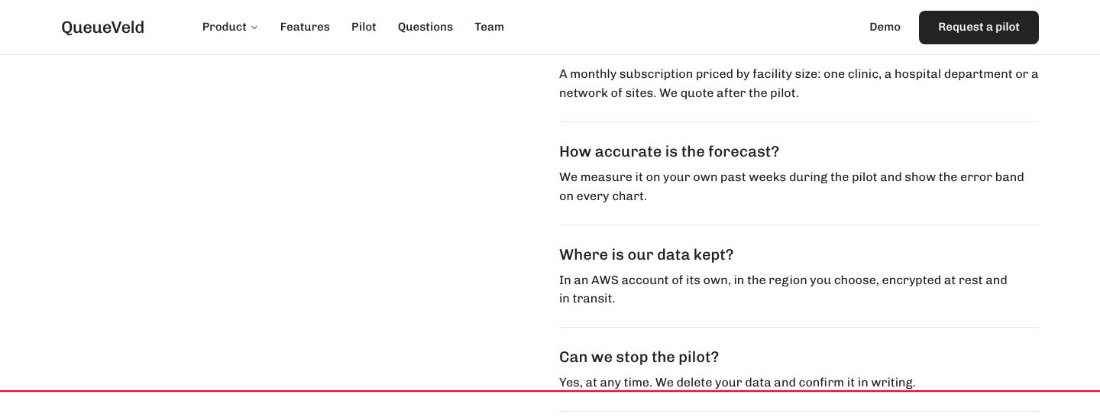 QueueVeld
Product
Features
Pilot
Questions
Team
Demo
Request a pilot
A monthly subscription priced by facility size: one clinic, a hospital department or a
network of sites. We quote after the pilot.
How accurate is the forecast?
We measure it on your own past weeks during the pilot and show the error band
on every chart.
Where is our data kept?
In an AWS account of its own, in the region you choose, encrypted at rest and
in transit.
Can we stop the pilot?
Yes, at any time. We delete your data and confirm it in writing.